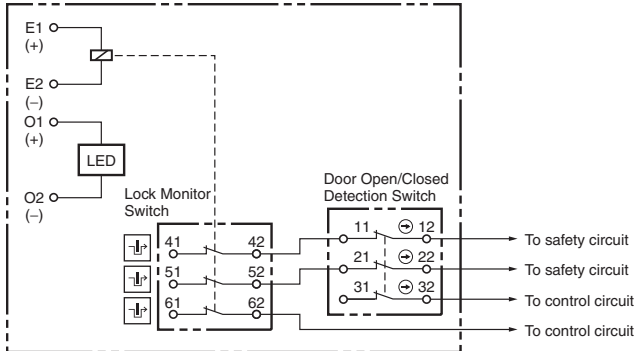 E1
(+)
E2
(–)
O1
(+)
LED
O2
(–)
Lock Monitor
Switch
Door Open/Closed
Detection Switch
41 42
51 52
61 62
11 12
21 22
31 32
To safety circuit
To safety circuit
To control circuit
To control circuit